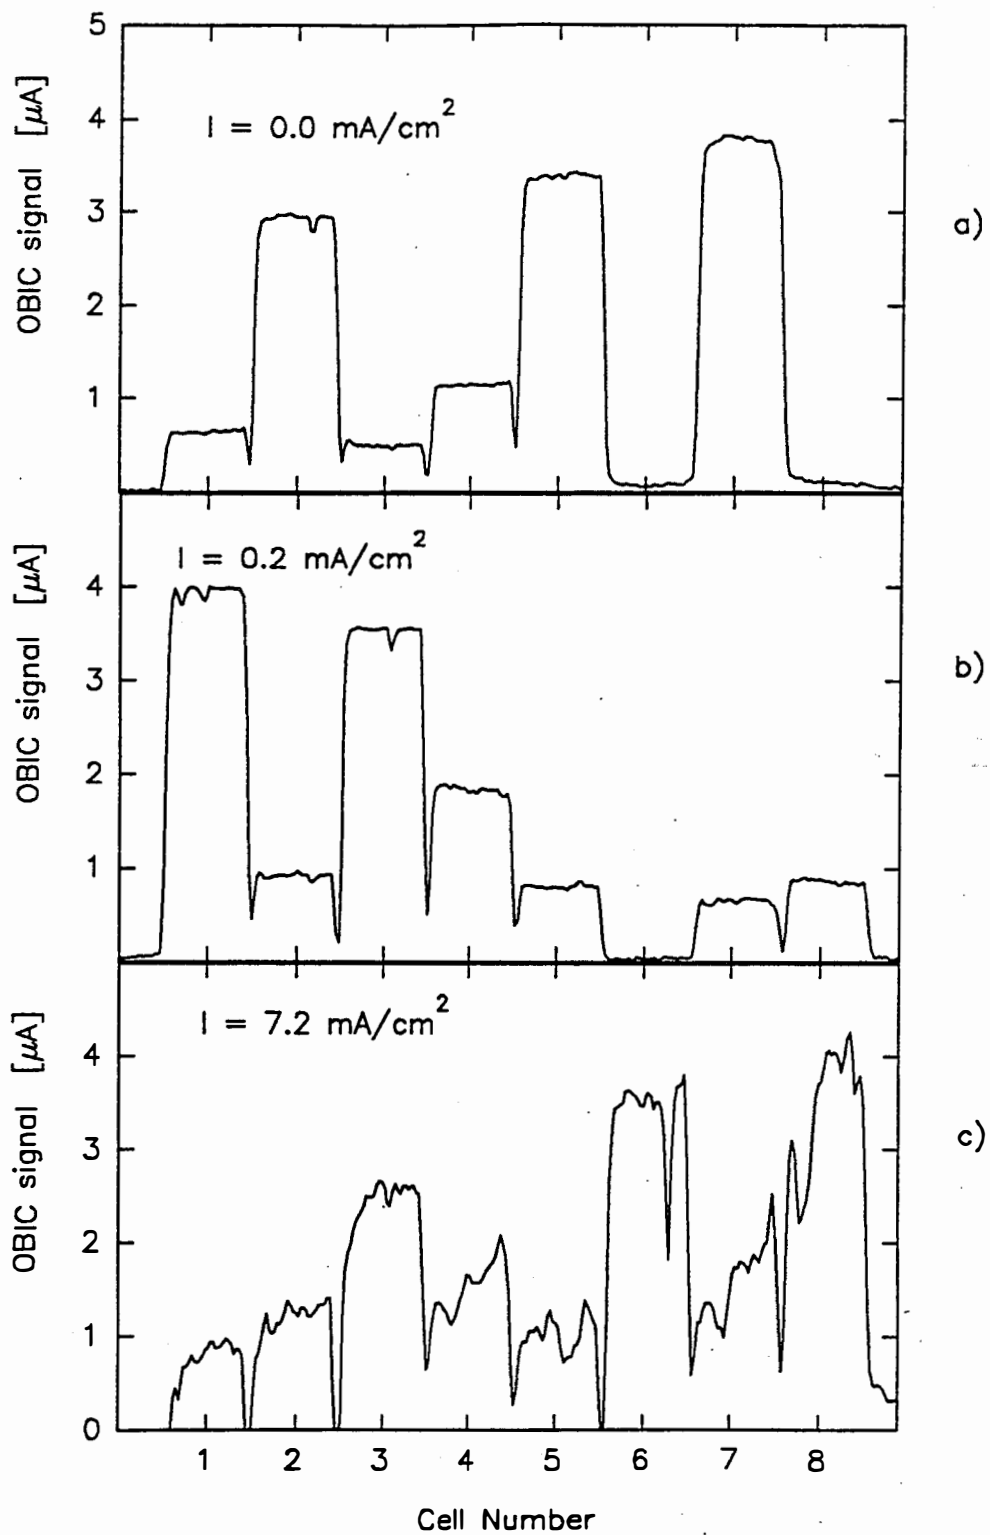 5
4
3
2
1
OBIC signal [μA]
I = 0.0 mA/cm²
a)
4
3
2
1
OBIC signal [μA]
I = 0.2 mA/cm²
b)
4
3
2
1
0
OBIC signal [μA]
I = 7.2 mA/cm²
c)
1 2 3 4 5 6 7 8
Cell Number